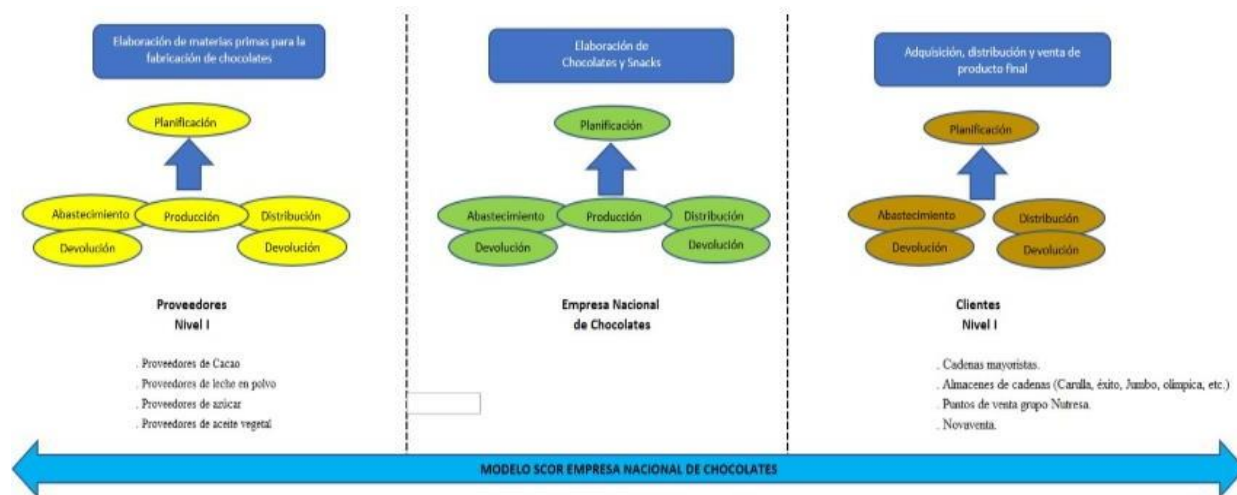 Elaboración de materias primas para la
fabricación de chocolates
Planificación
Abastecimiento
Producción
Distribución
Devolución
Devolución
Proveedores
Nivel I
. Proveedores de Cacao
. Proveedores de leche en polvo
. Proveedores de azúcar
. Proveedores de aceite vegetal
Elaboración de
Chocolates y Snacks
Planificación
Abastecimiento
Producción
Distribución
Devolución
Devolución
Empresa Nacional
de Chocolates
Adquisición, distribución y venta de
producto final
Planificación
Abastecimiento
Distribución
Devolución
Devolución
Clientes
Nivel I
. Cadenas mayoristas.
. Almacenes de cadenas (Carulla, éxito, Jumbo, olimpica, etc.)
. Puntos de venta grupo Nutresa.
. Novaventa.
MODELO SCOR EMPRESA NACIONAL DE CHOCOLATES